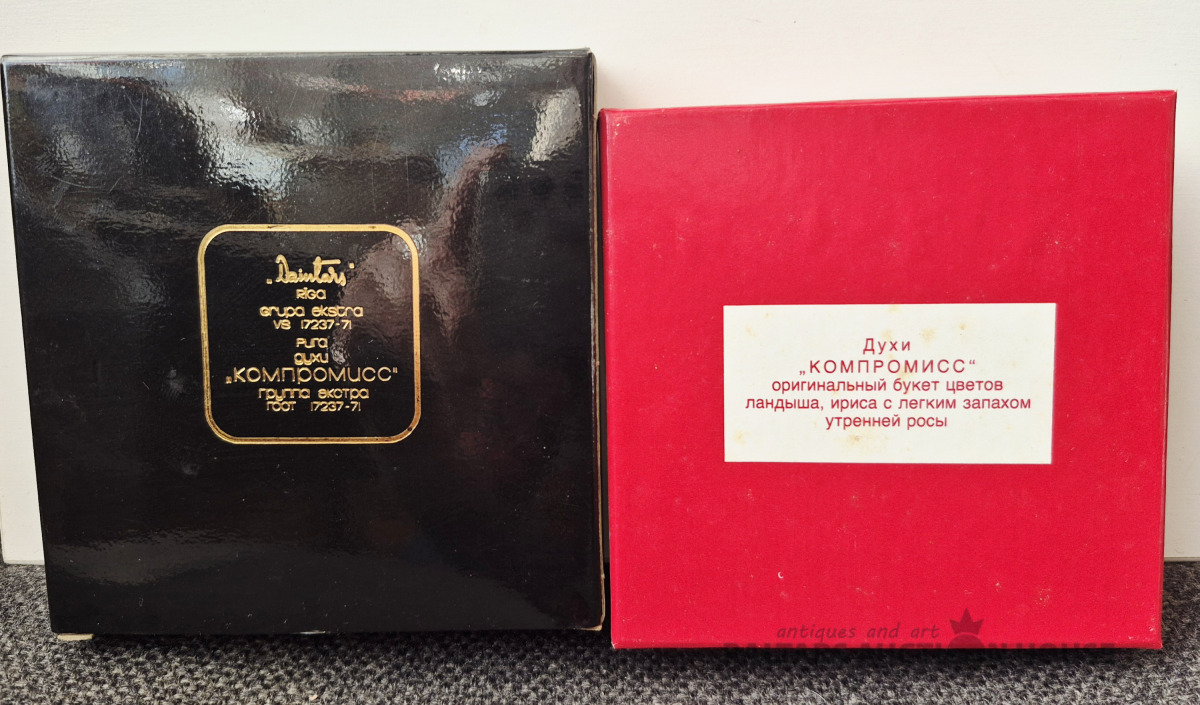 „Dzintars"
RĪGA
Grupa ekstra
VS 17237-71
Рига
духи
„КОМПРОМИСС"
группа экстра
ГОСТ 17237-71
Духи
„КОМПРОМИСС"
оригинальный букет цветов
ландыша, ириса с легким запахом
утренней росы
antiques and art